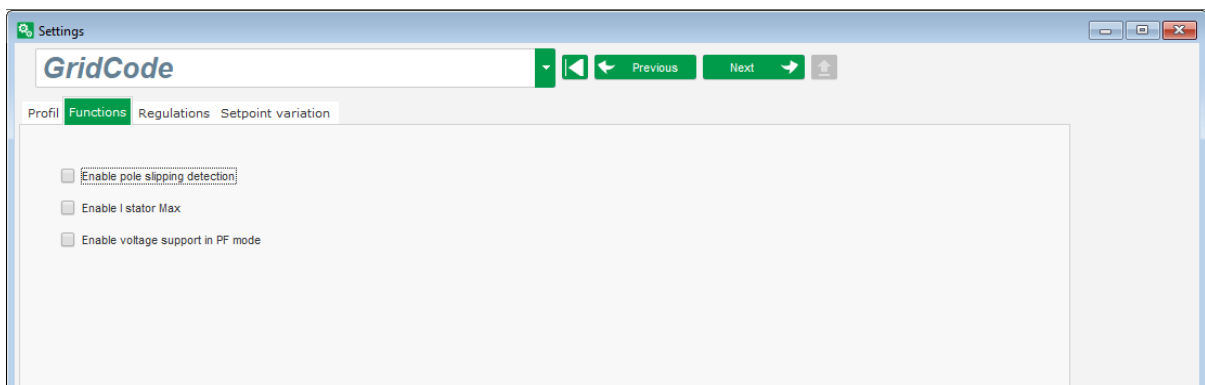 Settings
GridCode
Previous Next
Profil Functions Regulations Setpoint variation
Enable pole slipping detection
Enable I stator Max
Enable voltage support in PF mode